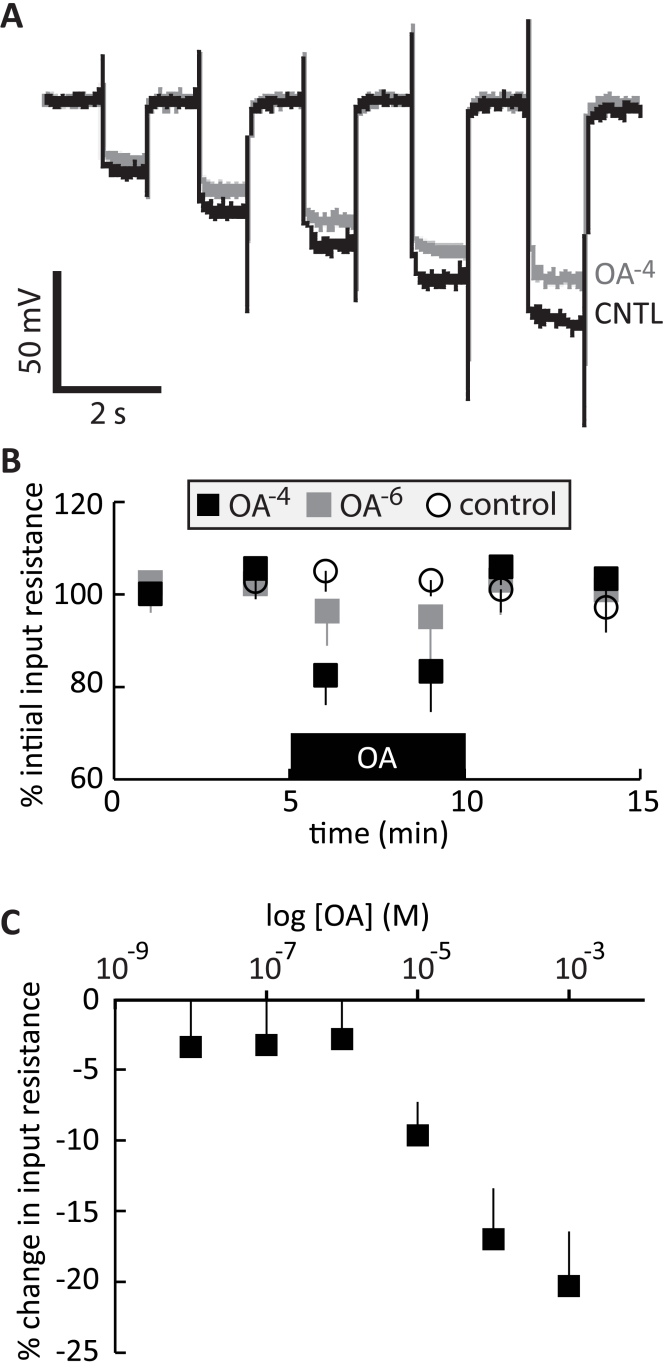 A
OA-4
CNTL
50 mV
2 s
B
OA-4 OA-6 control
% intiial input resistance
120
100
80
60
OA
0 5 10 15
time (min)
C
log [OA] (M)
10-9 10-7 10-5 10-3
% change in input resistance
0
-5
-10
-15
-20
-25